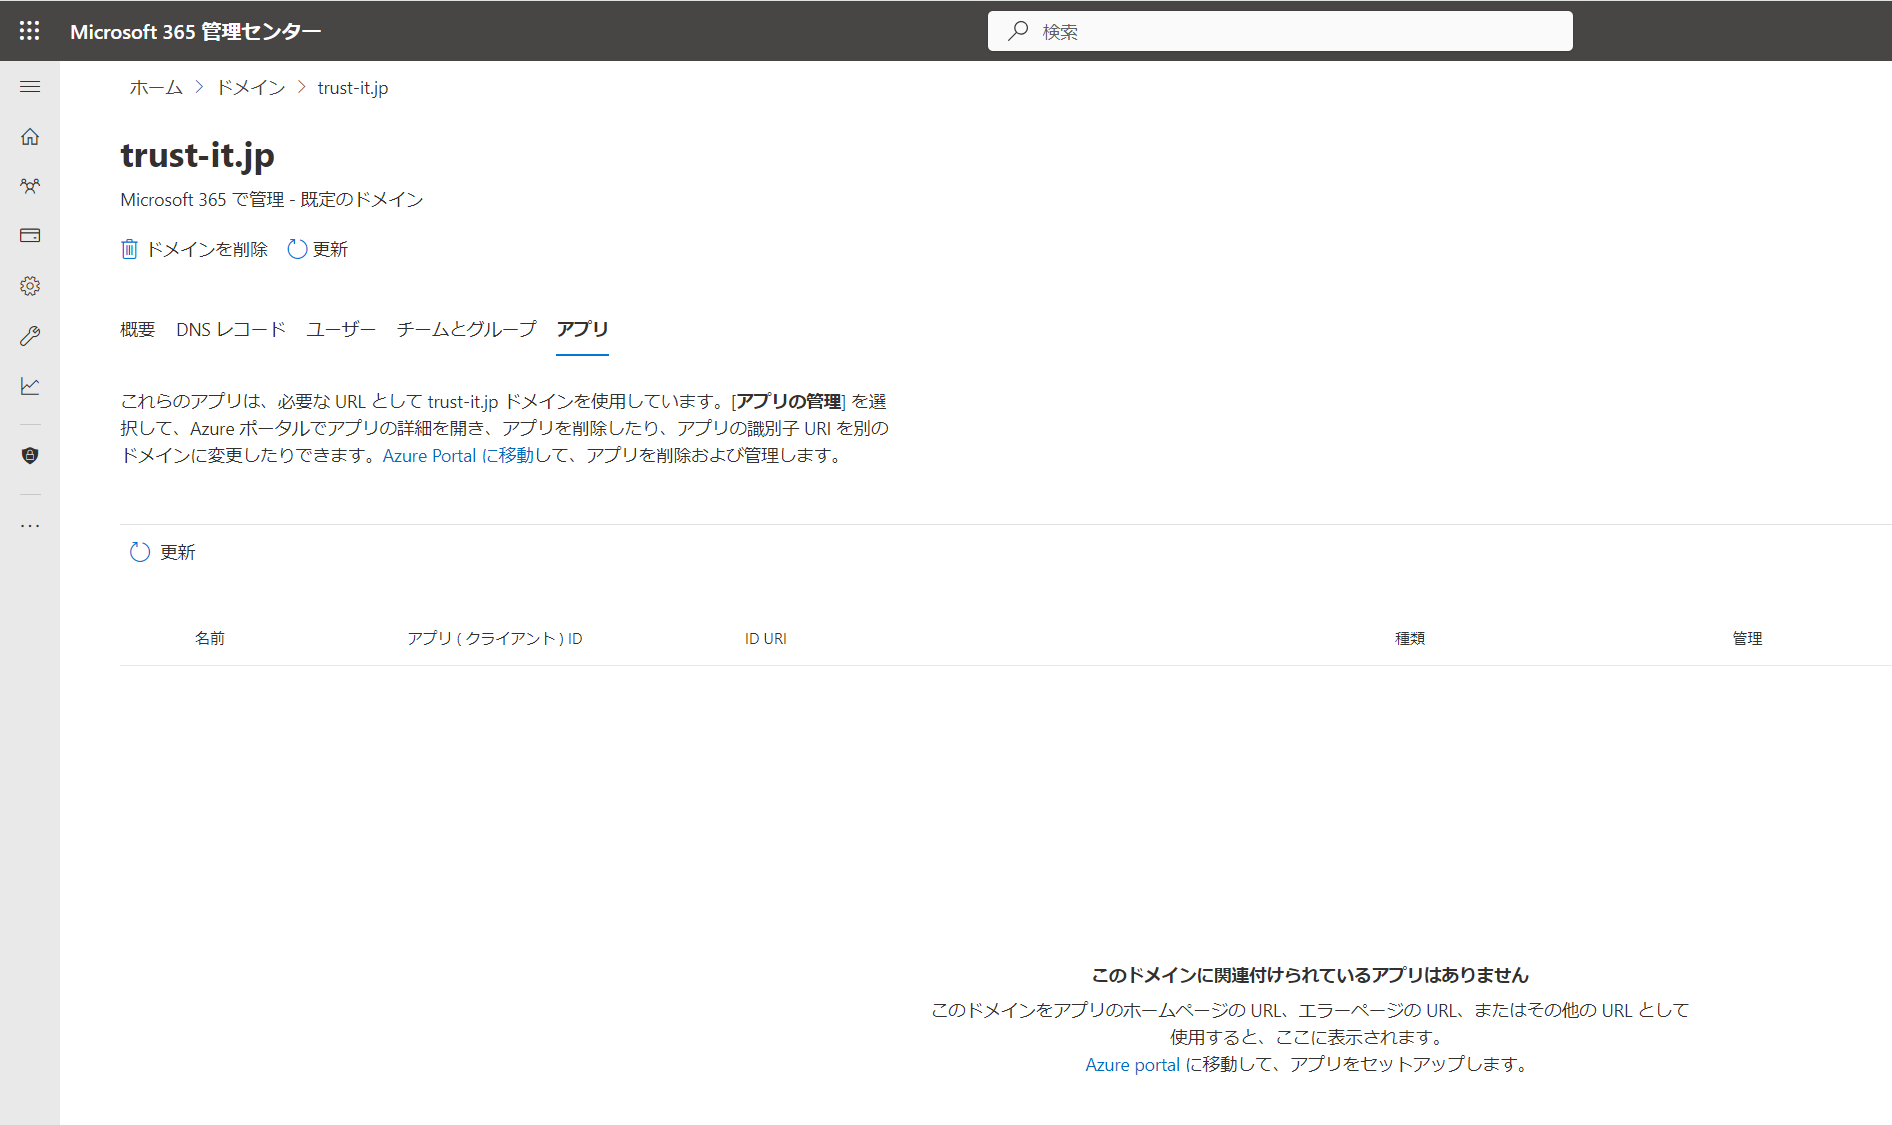 Microsoft 365 管理センター
検索
ホーム > ドメイン > trust-it.jp
trust-it.jp
Microsoft 365 で管理 - 既定のドメイン
ドメインを削除 更新
概要 DNS レコード ユーザー チームとグループ アプリ
これらのアプリは、必要な URL として trust-it.jp ドメインを使用しています。[アプリの管理] を選
択して、Azure ポータルでアプリの詳細を開き、アプリを削除したり、アプリの識別子 URI を別の
ドメインに変更したりできます。Azure Portal に移動して、アプリを削除および管理します。
更新
名前 アプリ ( クライアント ) ID ID URI 種類 管理
このドメインに関連付けられているアプリはありません
このドメインをアプリのホームページの URL、エラーページの URL、またはその他の URL として
使用すると、ここに表示されます。
Azure portal に移動して、アプリをセットアップします。